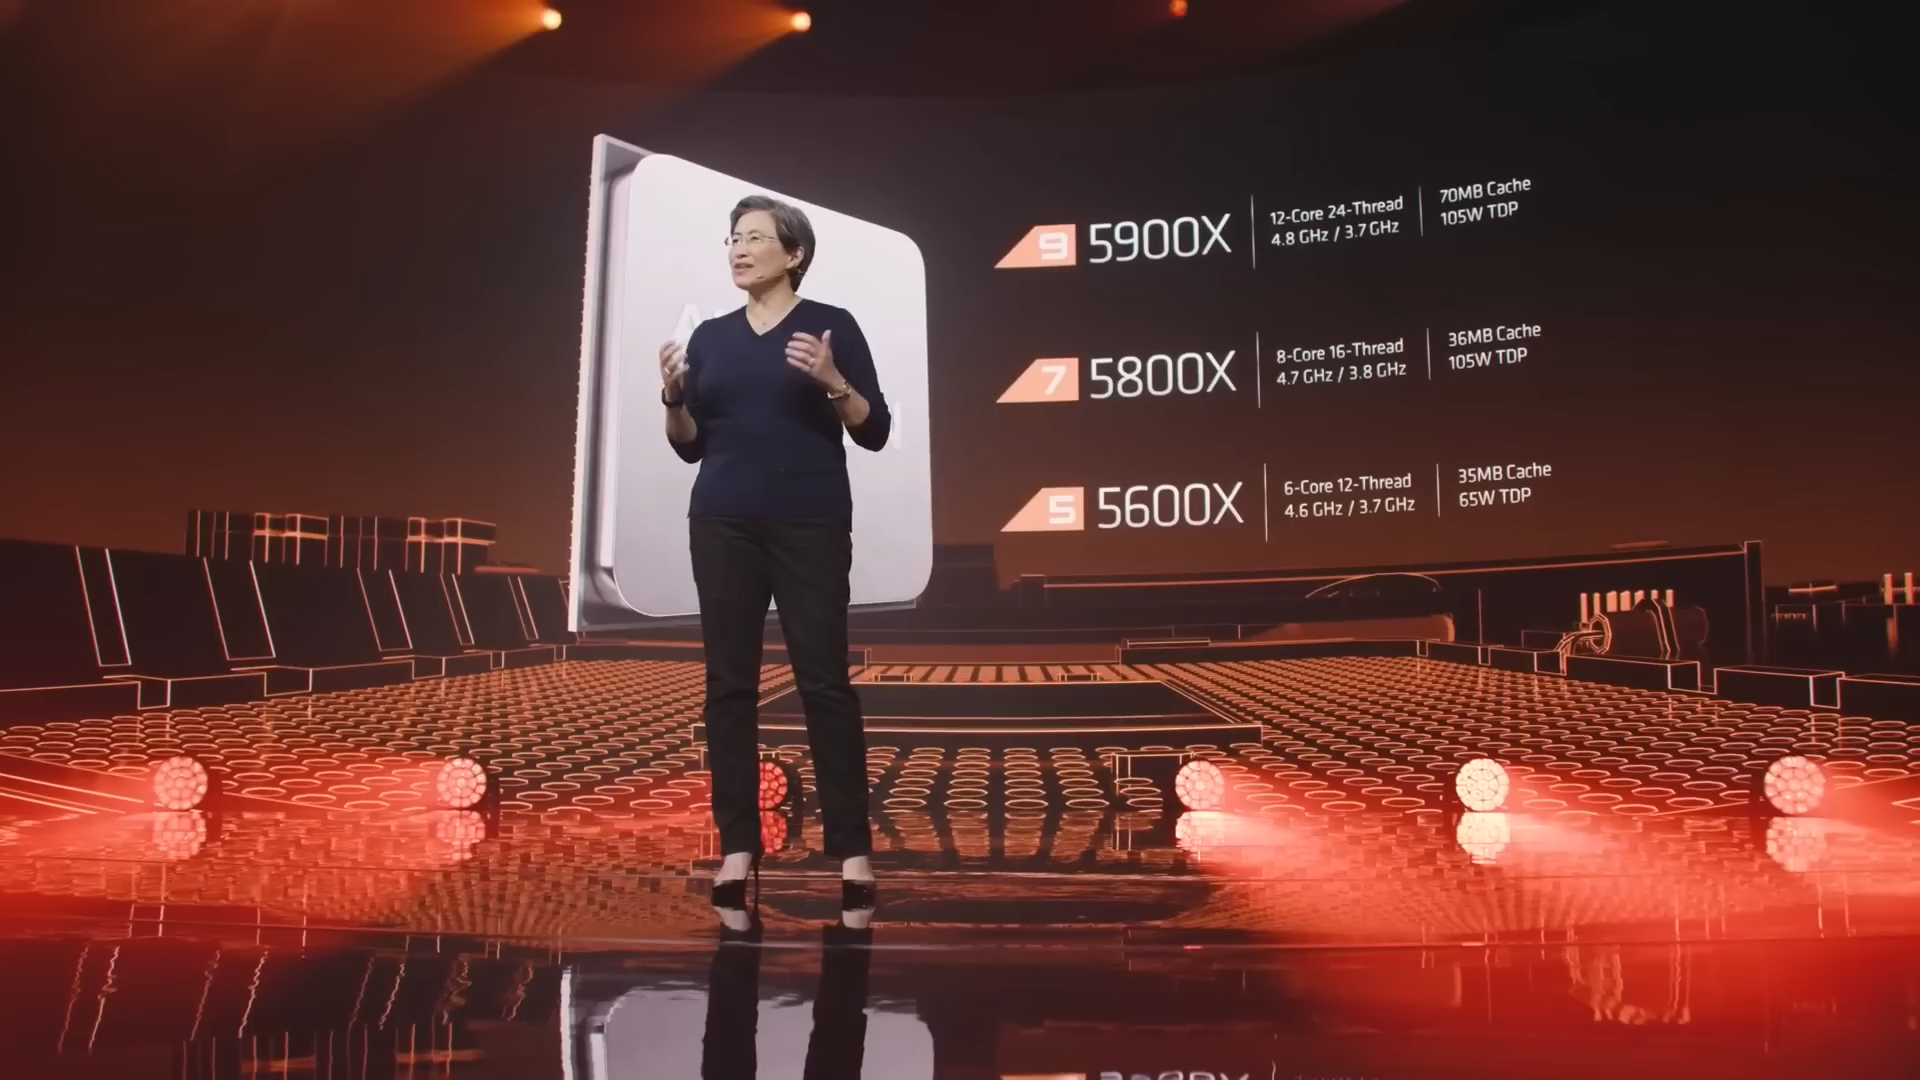 9 5900X
12-Core 24-Thread
4.8 GHz / 3.7 GHz
70MB Cache
105W TDP
7 5800X
8-Core 16-Thread
4.7 GHz / 3.8 GHz
36MB Cache
105W TDP
5 5600X
6-Core 12-Thread
4.6 GHz / 3.7 GHz
35MB Cache
65W TDP